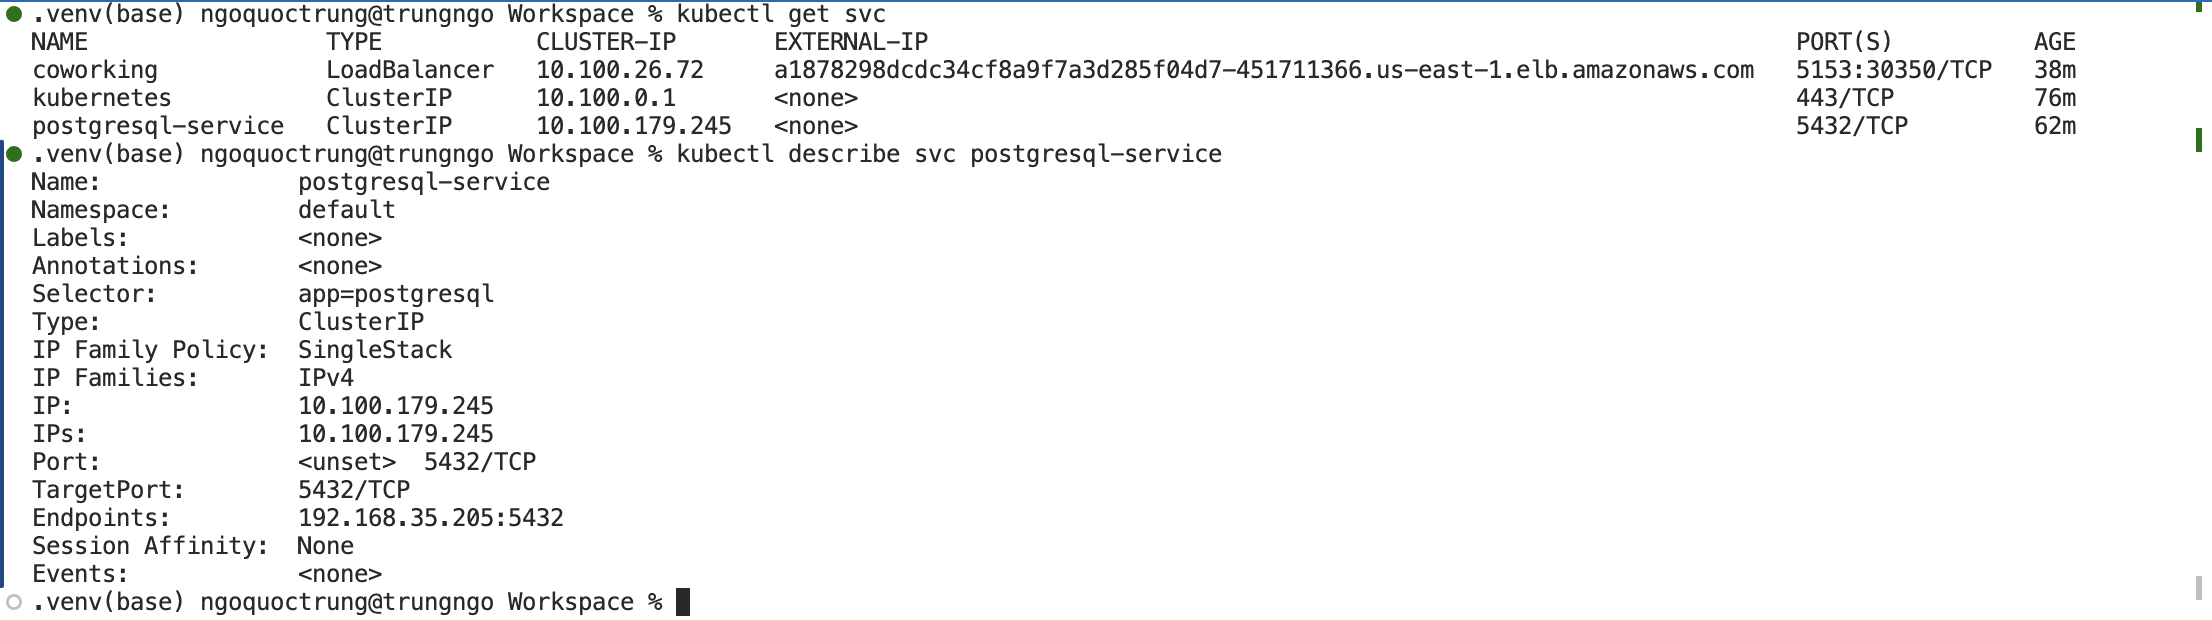 .venv(base) ngoquoctrung@trungngo Workspace % kubectl get svc
NAME                 TYPE           CLUSTER-IP       EXTERNAL-IP                                                              PORT(S)          AGE
coworking            LoadBalancer   10.100.26.72     a1878298dcdc34cf8a9f7a3d285f04d7-451711366.us-east-1.elb.amazonaws.com   5153:30350/TCP   38m
kubernetes           ClusterIP      10.100.0.1       <none>                                                                   443/TCP          76m
postgresql-service   ClusterIP      10.100.179.245   <none>                                                                   5432/TCP         62m
.venv(base) ngoquoctrung@trungngo Workspace % kubectl describe svc postgresql-service
Name:              postgresql-service
Namespace:         default
Labels:            <none>
Annotations:       <none>
Selector:          app=postgresql
Type:              ClusterIP
IP Family Policy:  SingleStack
IP Families:       IPv4
IP:                10.100.179.245
IPs:               10.100.179.245
Port:              <unset>  5432/TCP
TargetPort:        5432/TCP
Endpoints:         192.168.35.205:5432
Session Affinity:  None
Events:            <none>
.venv(base) ngoquoctrung@trungngo Workspace %